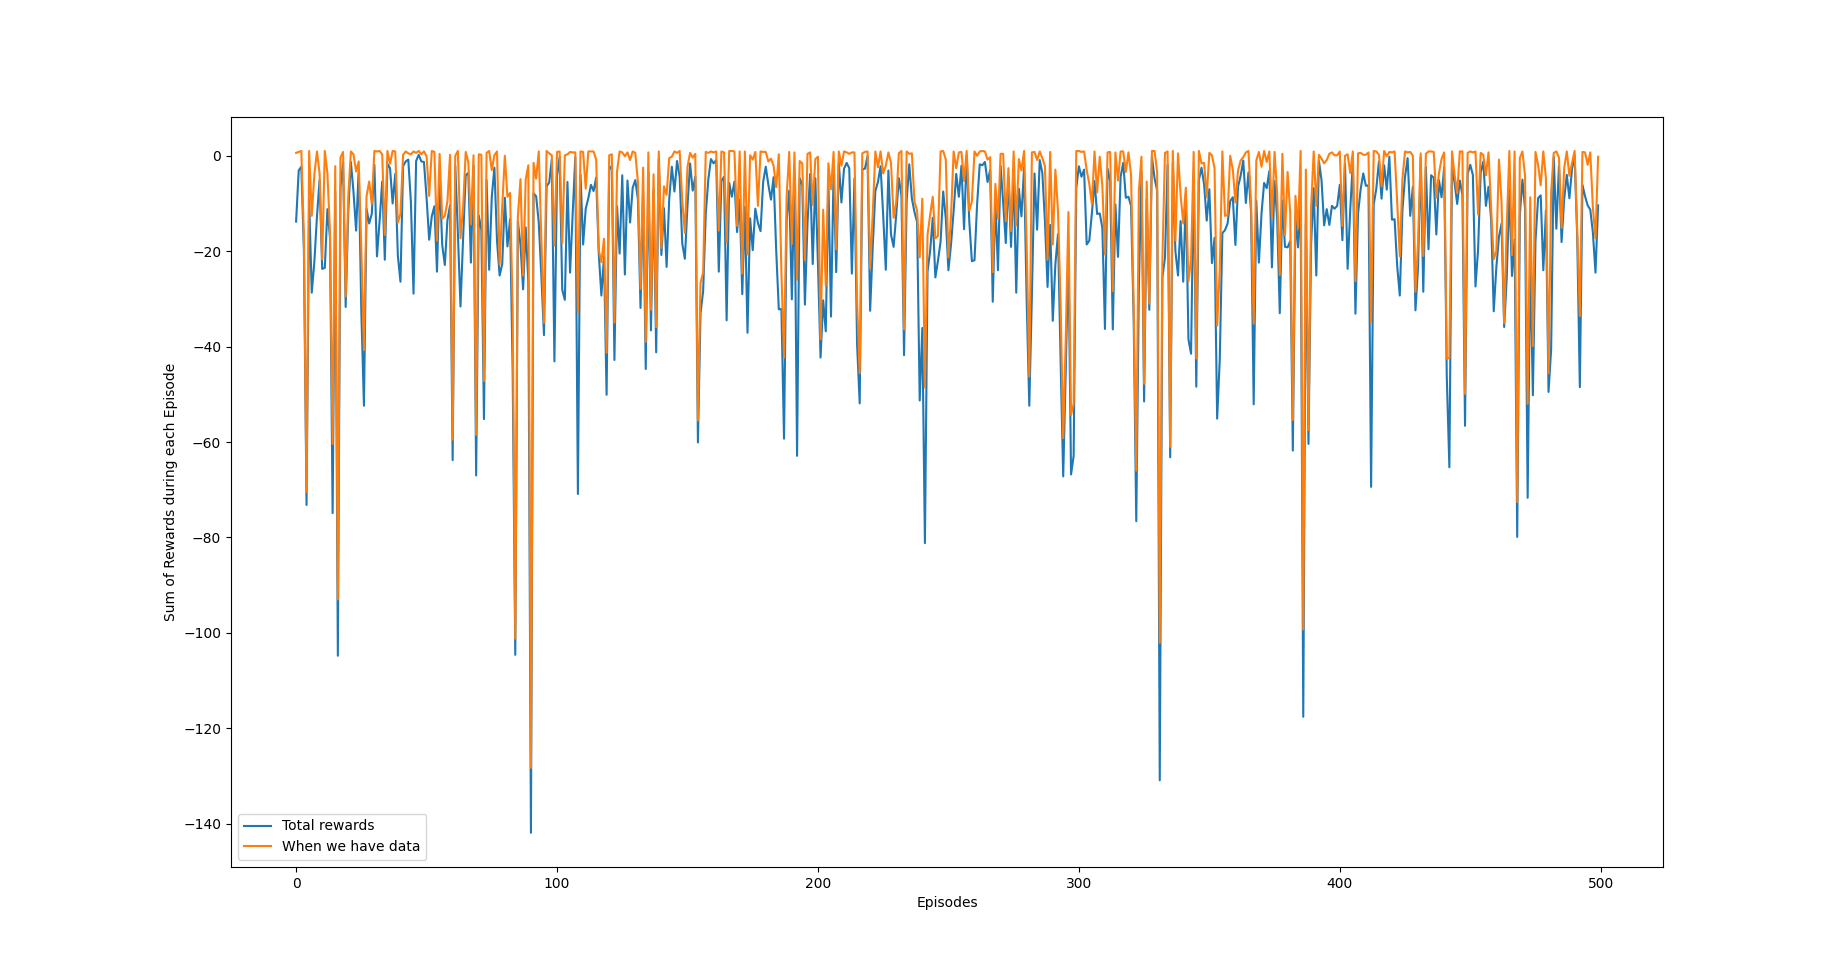 Sum of Rewards during each Episode
0
−20
−40
−60
−80
−100
−120
−140
Total rewards
When we have data
0 100 200 300 400 500
Episodes